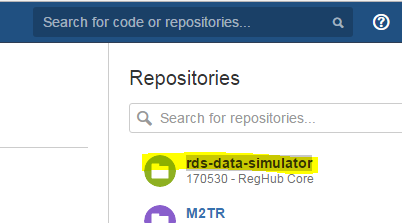 Search for code or repositories...
Repositories
Search for repositories...
rds-data-simulator
170530 - RegHub Core
M2TR